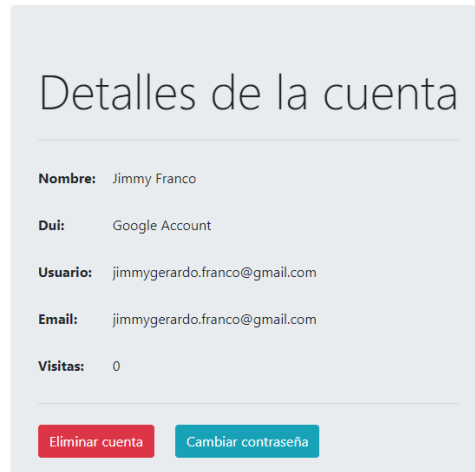 Detalles de la cuenta
Nombre: Jimmy Franco
Dui: Google Account
Usuario: jimmygerardo.franco@gmail.com
Email: jimmygerardo.franco@gmail.com
Visitas: 0
Eliminar cuenta Cambiar contraseña